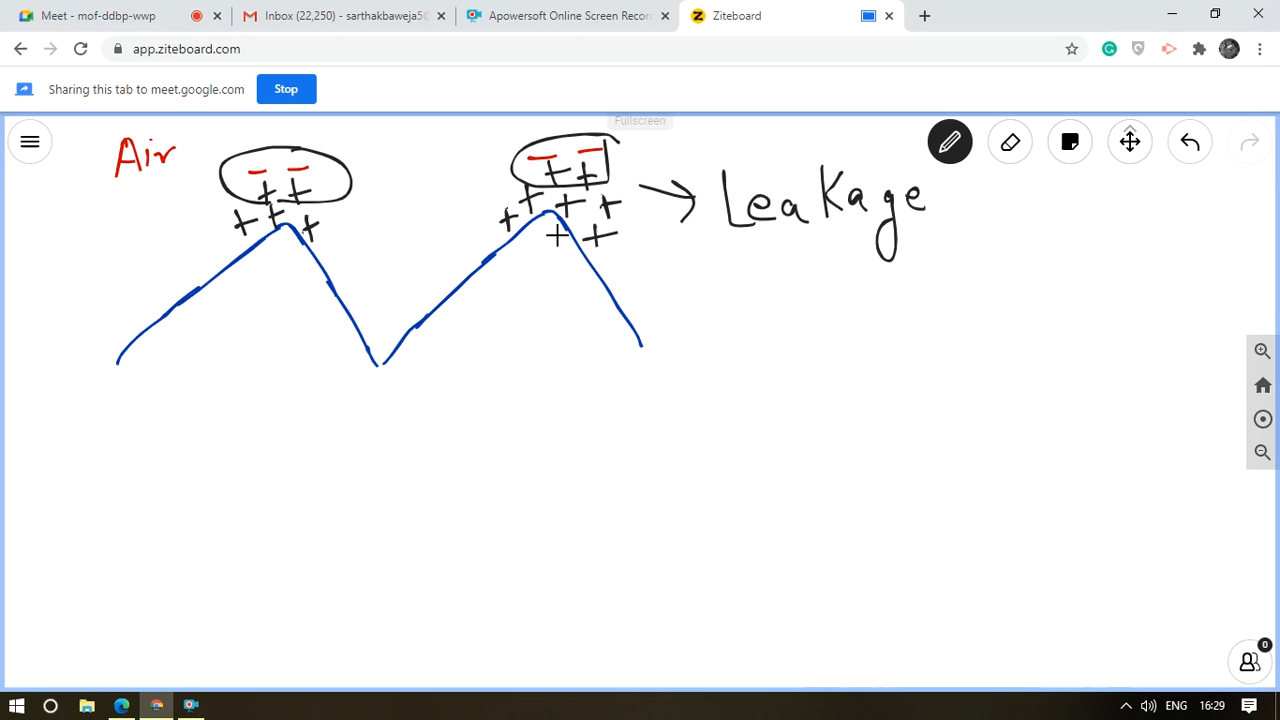 Meet - mof-ddbp-wwp
Inbox (22,250) - sarthakbaweja5
Apowersoft Online Screen Recor
Ziteboard
app.ziteboard.com
Sharing this tab to meet.google.com
Stop
Fullscreen
Air
- -
+ +
+ + +
- -
+ +
+ + +
+ + +
Leakage
0
ENG
16:29